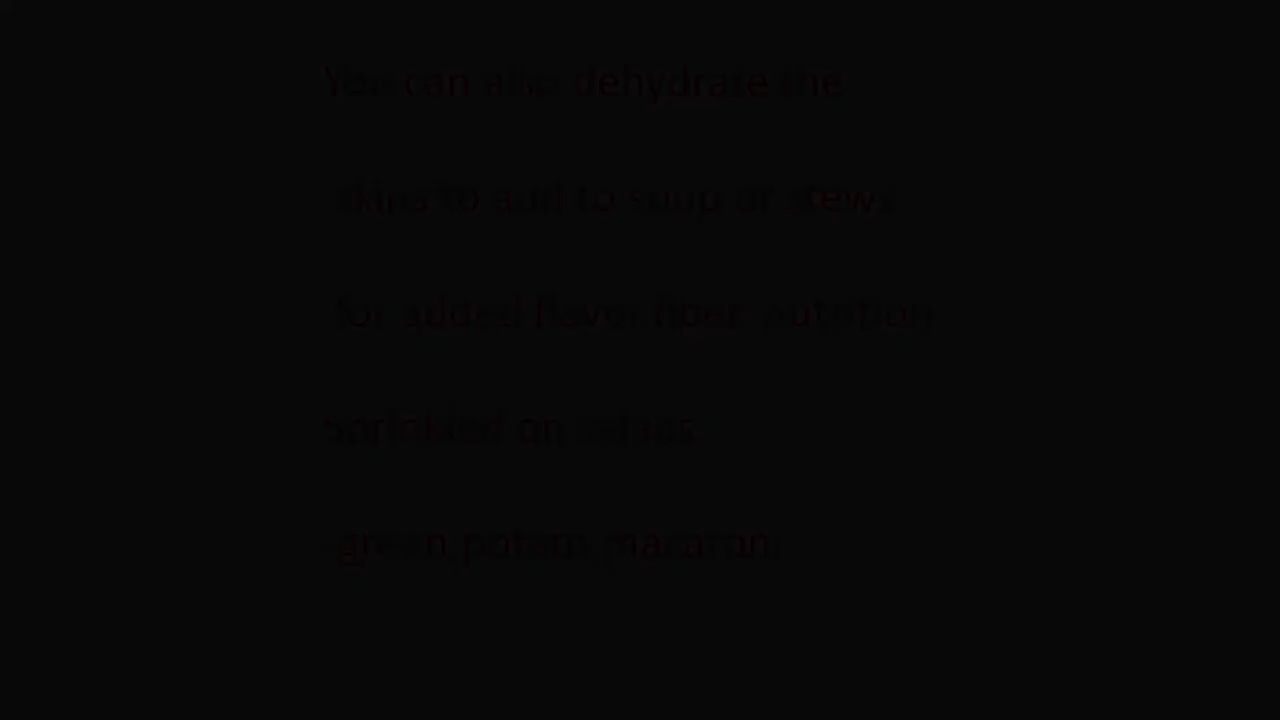 You can also dehydrate the
skins to add to soup or stews
for added flavor fiber, nutrition
Sprinkled on salads
green, potato, macaroni